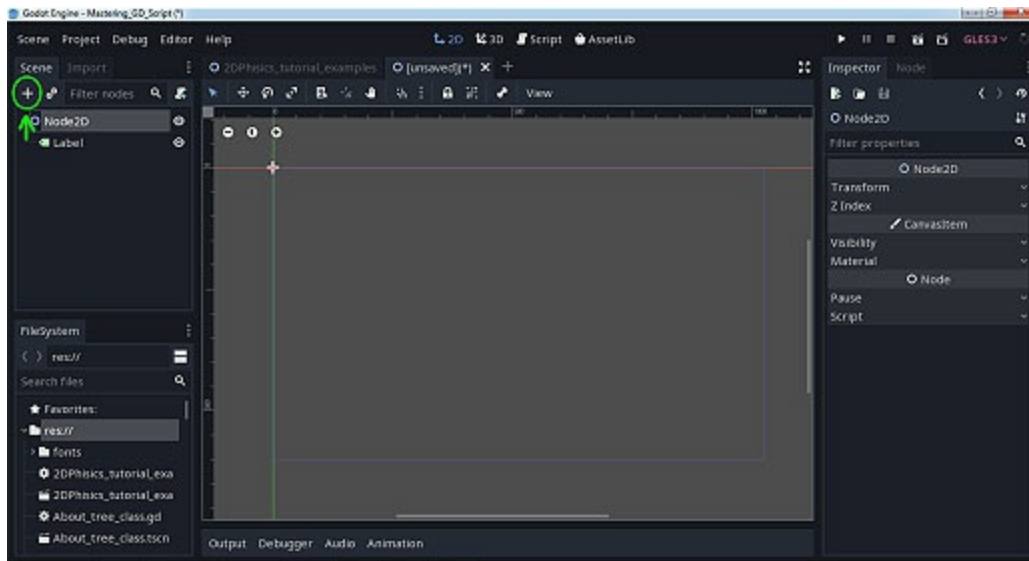 Godot Engine - Mastering_GD_Script (*)
Scene Project Debug Editor Help
2D 3D Script AssetLib
GLES3
Scene Import
2DPhisics_tutorial_examples [unsaved](*)
Inspector Node
Filter nodes
View
Node2D
Label
Node2D
Filter properties
Node2D
Transform
Z Index
CanvasItem
Visibility
Material
Node
Pause
Script
FileSystem
res://
Search files
Favorites:
res://
fonts
2DPhisics_tutorial_exa
2DPhisics_tutorial_exa
About_tree_class.gd
About_tree_class.tscn
Output Debugger Audio Animation